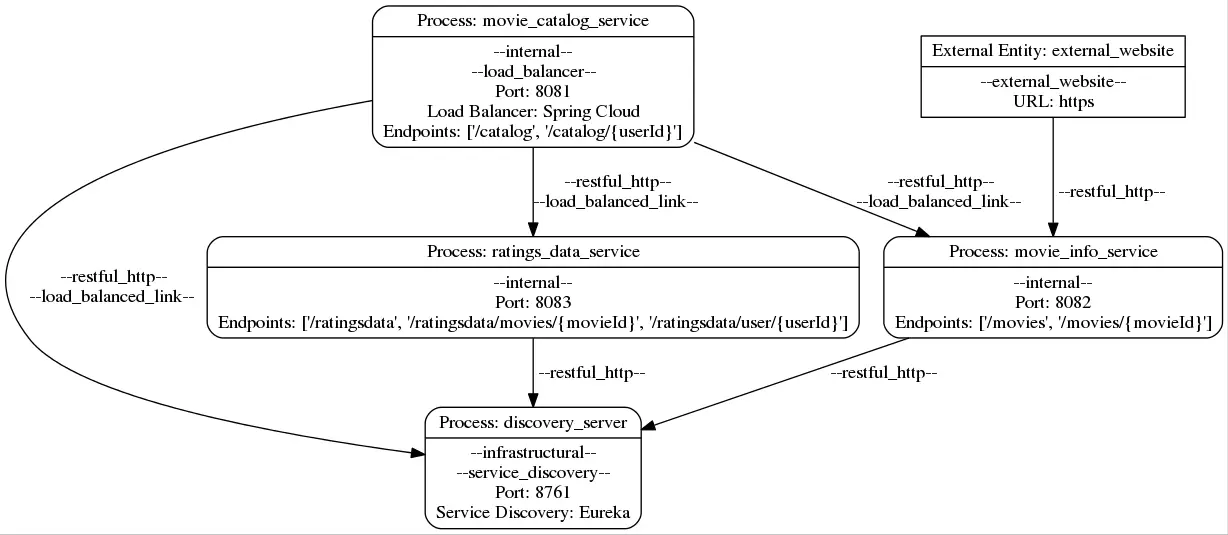 Process: movie_catalog_service
--internal--
--load_balancer--
Port: 8081
Load Balancer: Spring Cloud
Endpoints: ['/catalog', '/catalog/{userId}']
External Entity: external_website
--external_website--
URL: https
--restful_http--
--load_balanced_link--
--restful_http--
--load_balanced_link--
--restful_http--
Process: ratings_data_service
--internal--
Port: 8083
Endpoints: ['/ratingsdata', '/ratingsdata/movies/{movieId}', '/ratingsdata/user/{userId}']
Process: movie_info_service
--internal--
Port: 8082
Endpoints: ['/movies', '/movies/{movieId}']
--restful_http--
--load_balanced_link--
--restful_http--
--restful_http--
Process: discovery_server
--infrastructural--
--service_discovery--
Port: 8761
Service Discovery: Eureka